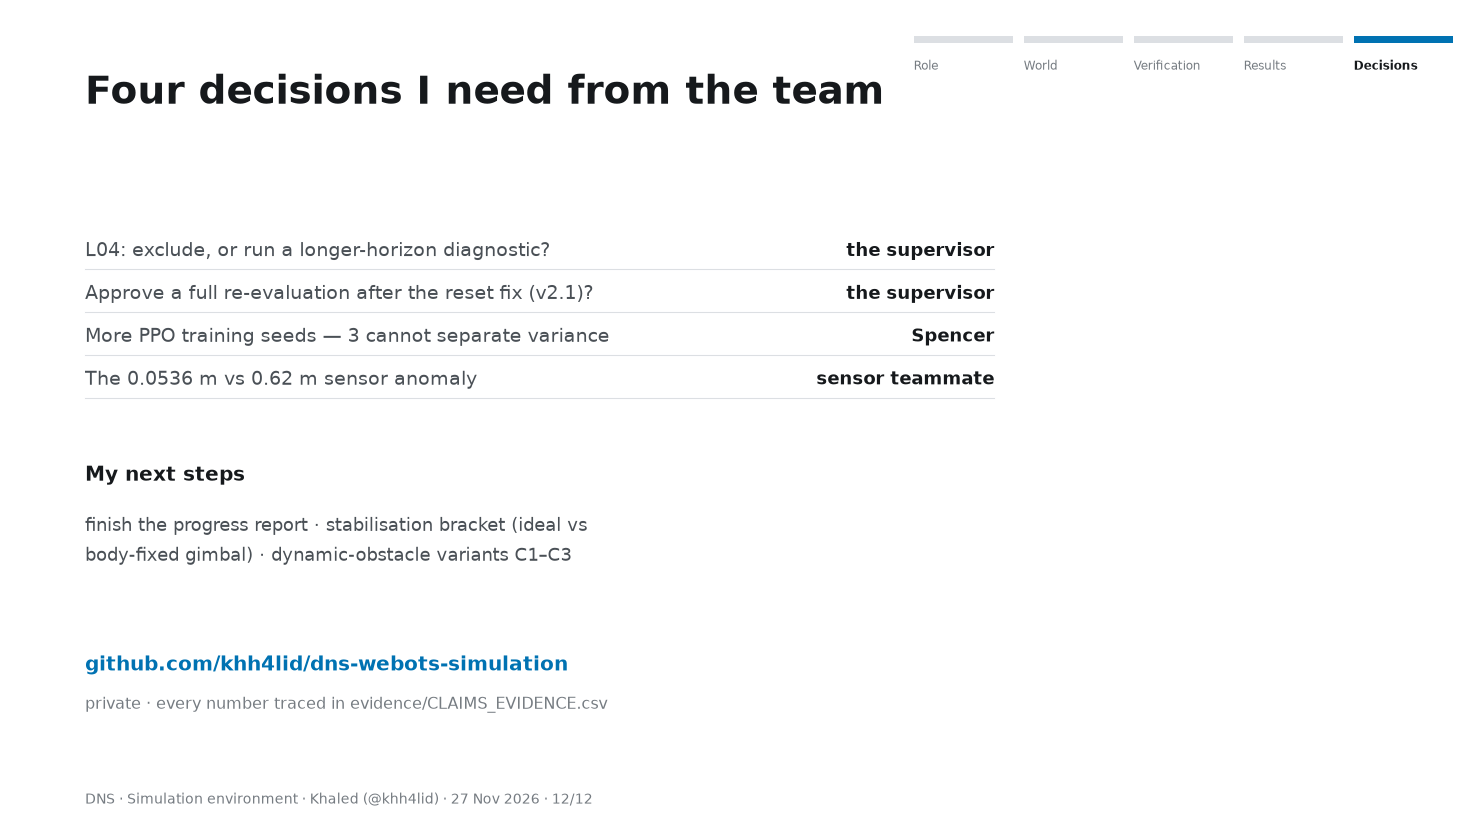 Role World Verification Results Decisions
Four decisions I need from the team
L04: exclude, or run a longer-horizon diagnostic? the supervisor
Approve a full re-evaluation after the reset fix (v2.1)? the supervisor
More PPO training seeds — 3 cannot separate variance Spencer
The 0.0536 m vs 0.62 m sensor anomaly sensor teammate
My next steps
finish the progress report · stabilisation bracket (ideal vs
body-fixed gimbal) · dynamic-obstacle variants C1–C3
github.com/khh4lid/dns-webots-simulation
private · every number traced in evidence/CLAIMS_EVIDENCE.csv
DNS · Simulation environment · Khaled (@khh4lid) · 27 Nov 2026 · 12/12